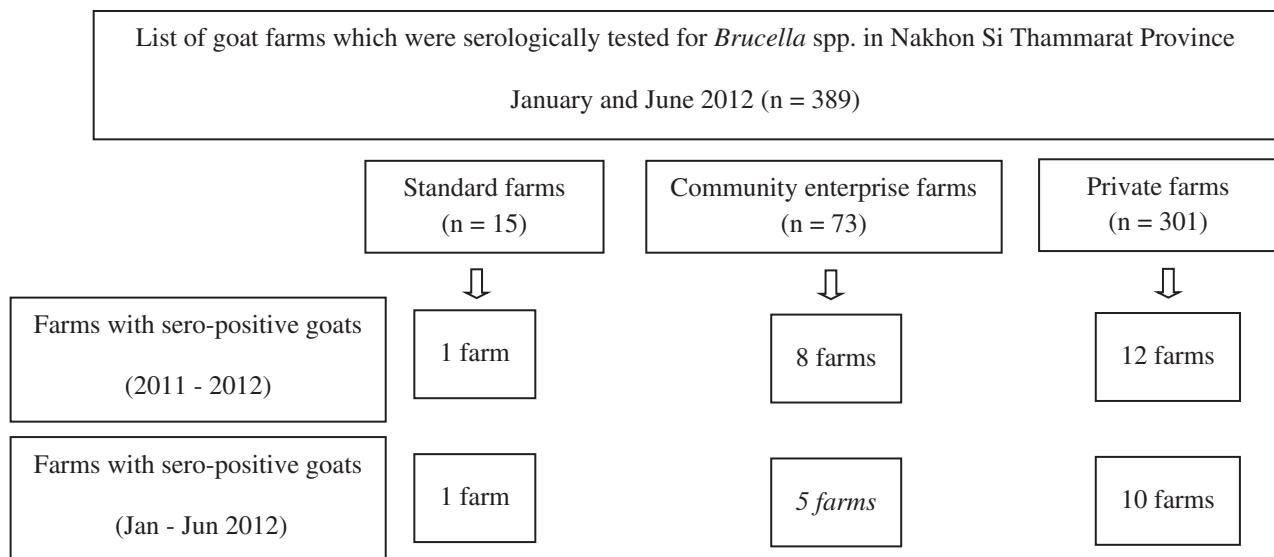 List of goat farms which were serologically tested for Brucella spp. in Nakhon Si Thammarat Province
January and June 2012 (n = 389)
Standard farms
(n = 15)
Community enterprise farms
(n = 73)
Private farms
(n = 301)
Farms with sero-positive goats
(2011 - 2012)
1 farm
8 farms
12 farms
Farms with sero-positive goats
(Jan - Jun 2012)
1 farm
5 farms
10 farms